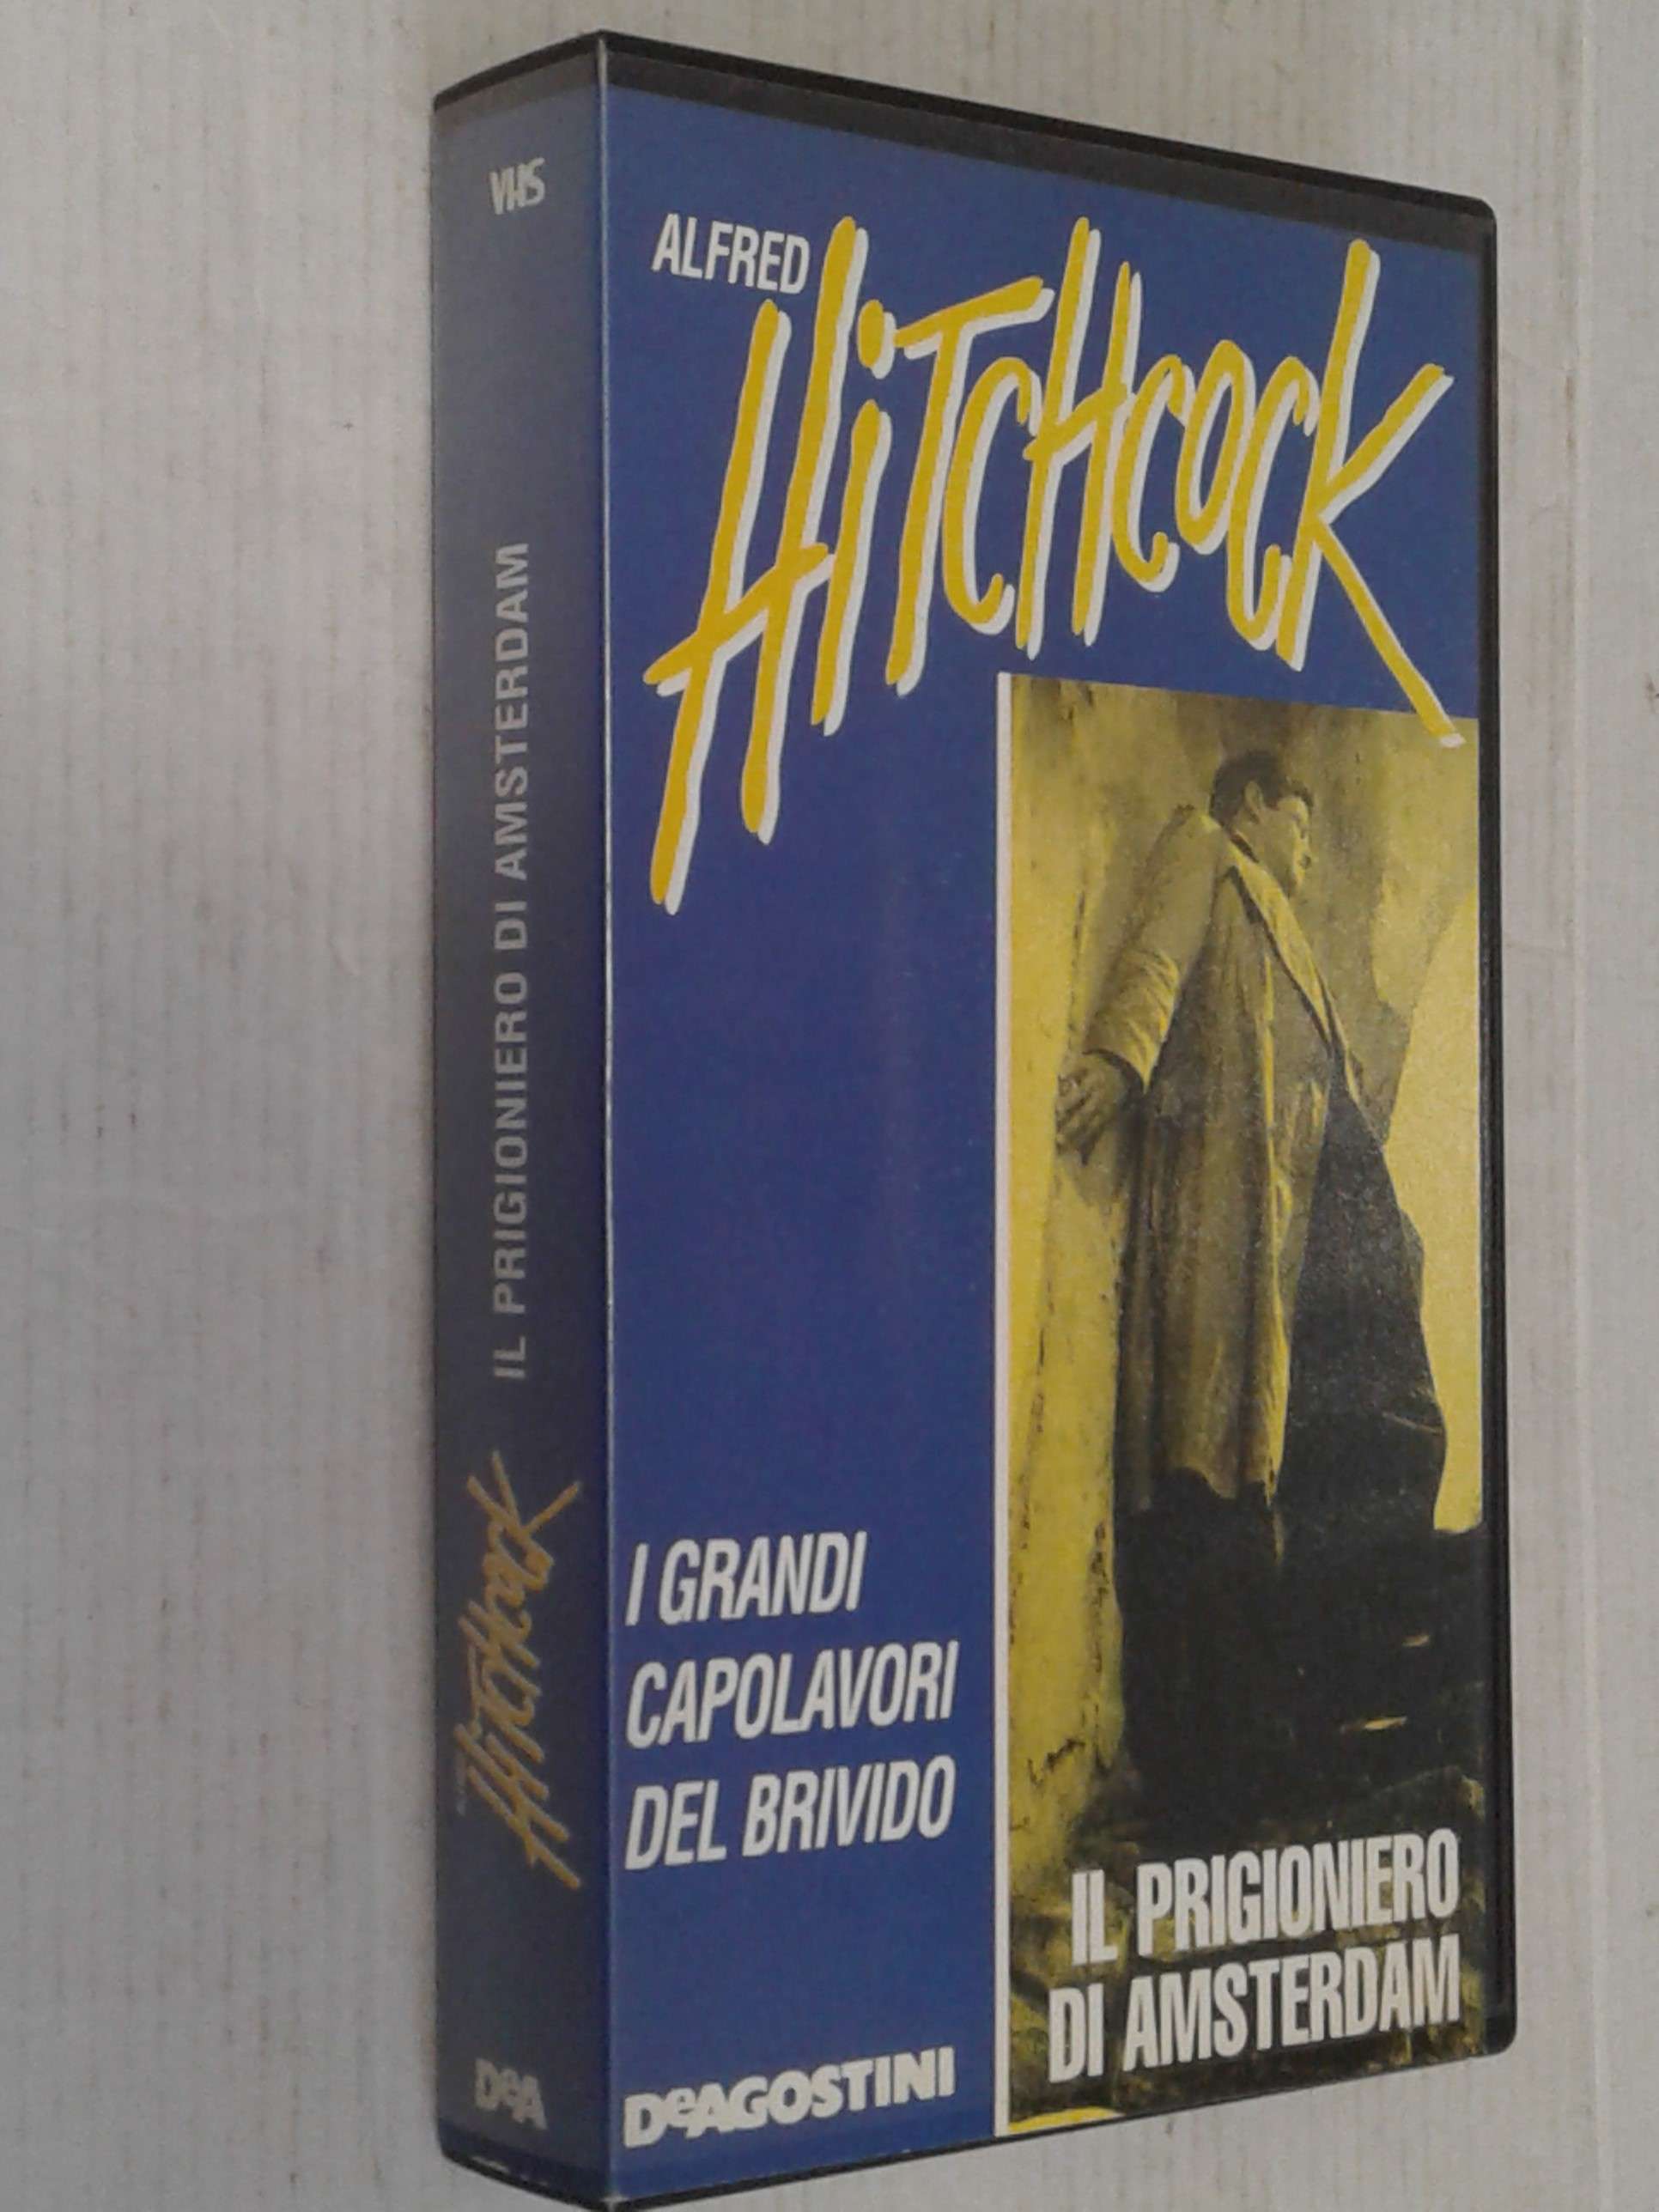 VHS
IL PRIGIONIERO DI AMSTERDAM
HiTCHcock
DeA
ALFRED
HiTCHcock
I GRANDI
CAPOLAVORI
DEL BRIVIDO
DeAGOSTINI
IL PRIGIONIERO
DI AMSTERDAM